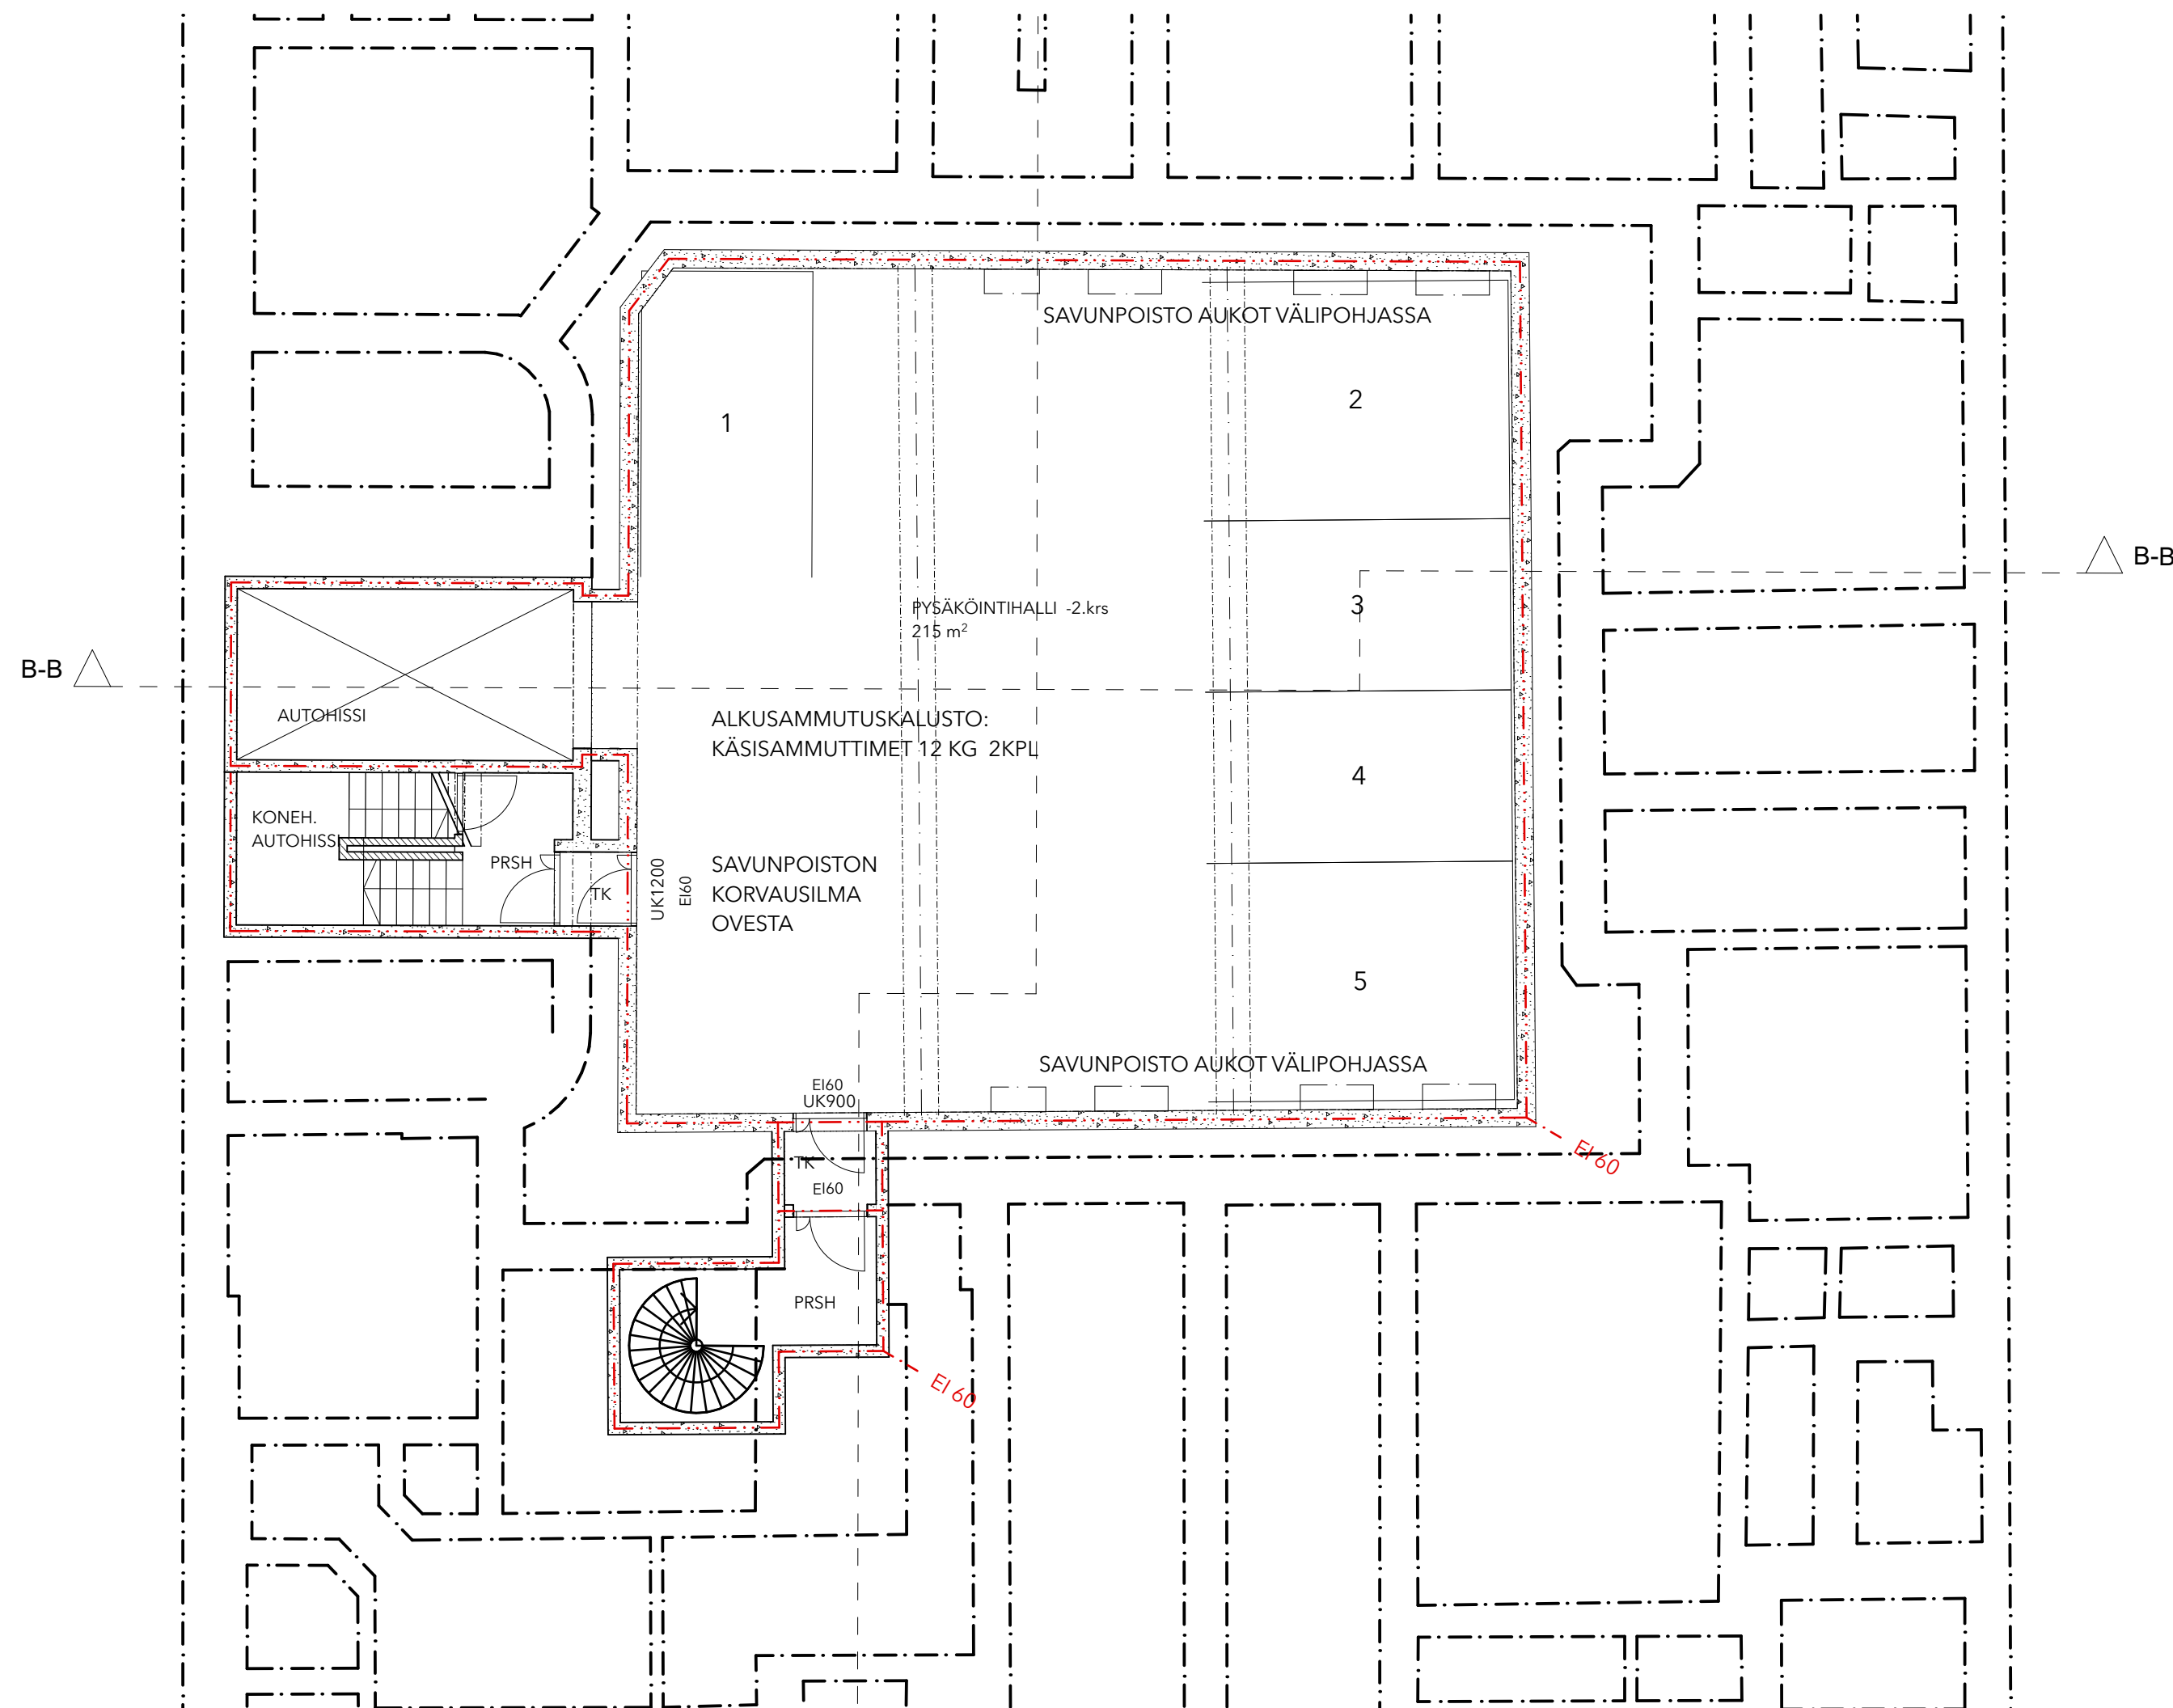 SAVUNPOISTO AUKOT VÄLIPOHJASSA
1
2
B-B
PYSÄKÖINTIHALLI -2.krs
215 m²
3
B-B
AUTOHISSI
ALKUSAMMUTUSKALUSTO:
KÄSISAMMUTTIMET 12 KG 2KPL
4
KONEH.
AUTOHISSI
PRSH
TK
UK1200
EI60
SAVUNPOISTON
KORVAUSILMA
OVESTA
5
SAVUNPOISTO AUKOT VÄLIPOHJASSA
EI60
UK900
TK
EI60
EI 60
PRSH
EI 60